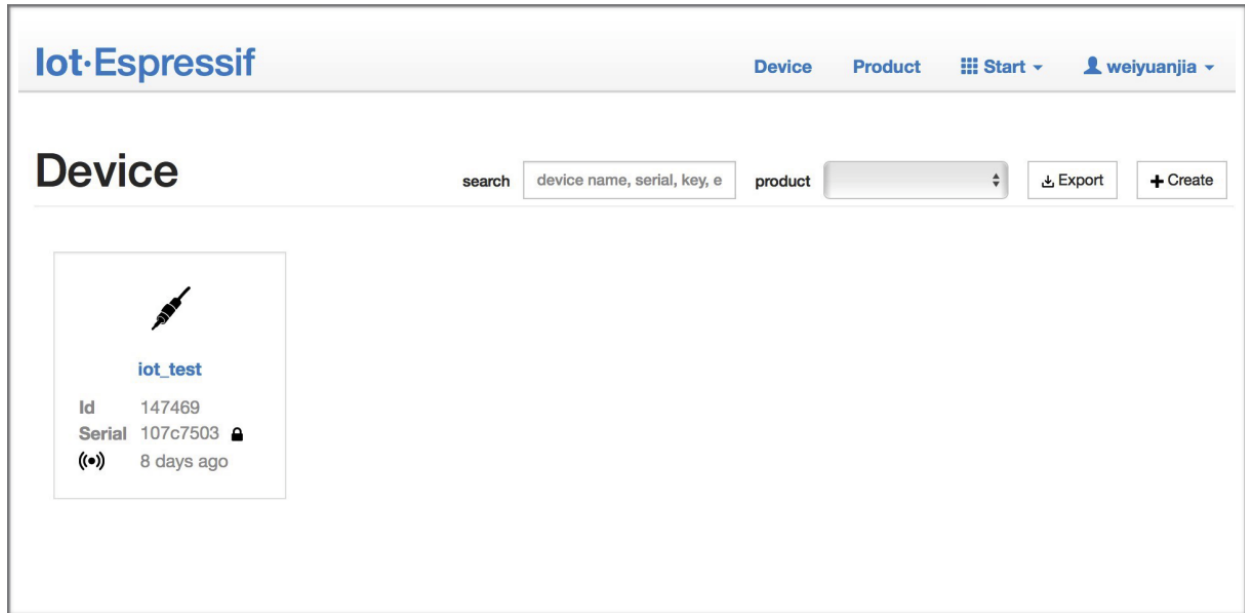 Iot·Espressif
Device Product Start weiyuanjia
Device
search device name, serial, key, e product Export Create
iot_test
Id 147469
Serial 107c7503
8 days ago